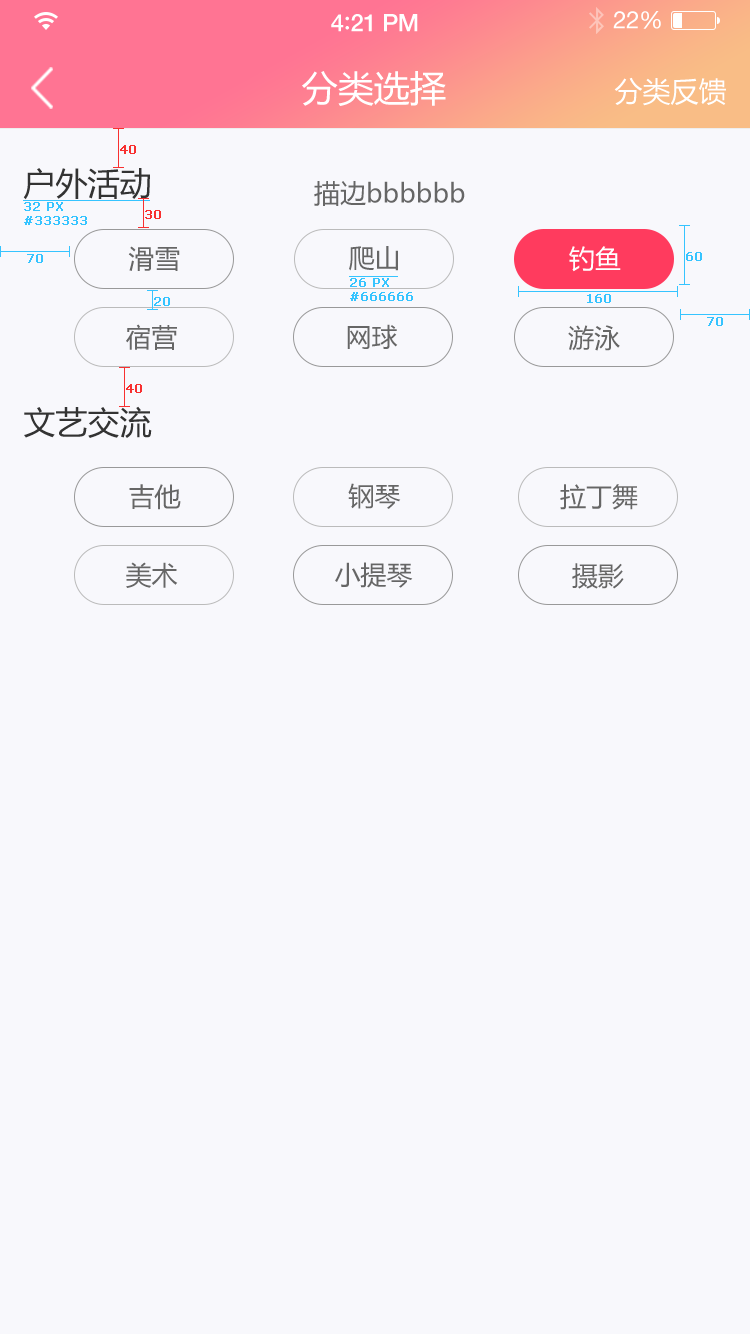 4:21 PM 22%
分类选择 分类反馈
40
户外活动 描边bbbbbb
32 PX 30
#333333
70 滑雪 爬山 钓鱼 60
26 PX
#666666
20 160
70
宿营 网球 游泳
40
文艺交流
吉他 钢琴 拉丁舞
美术 小提琴 摄影